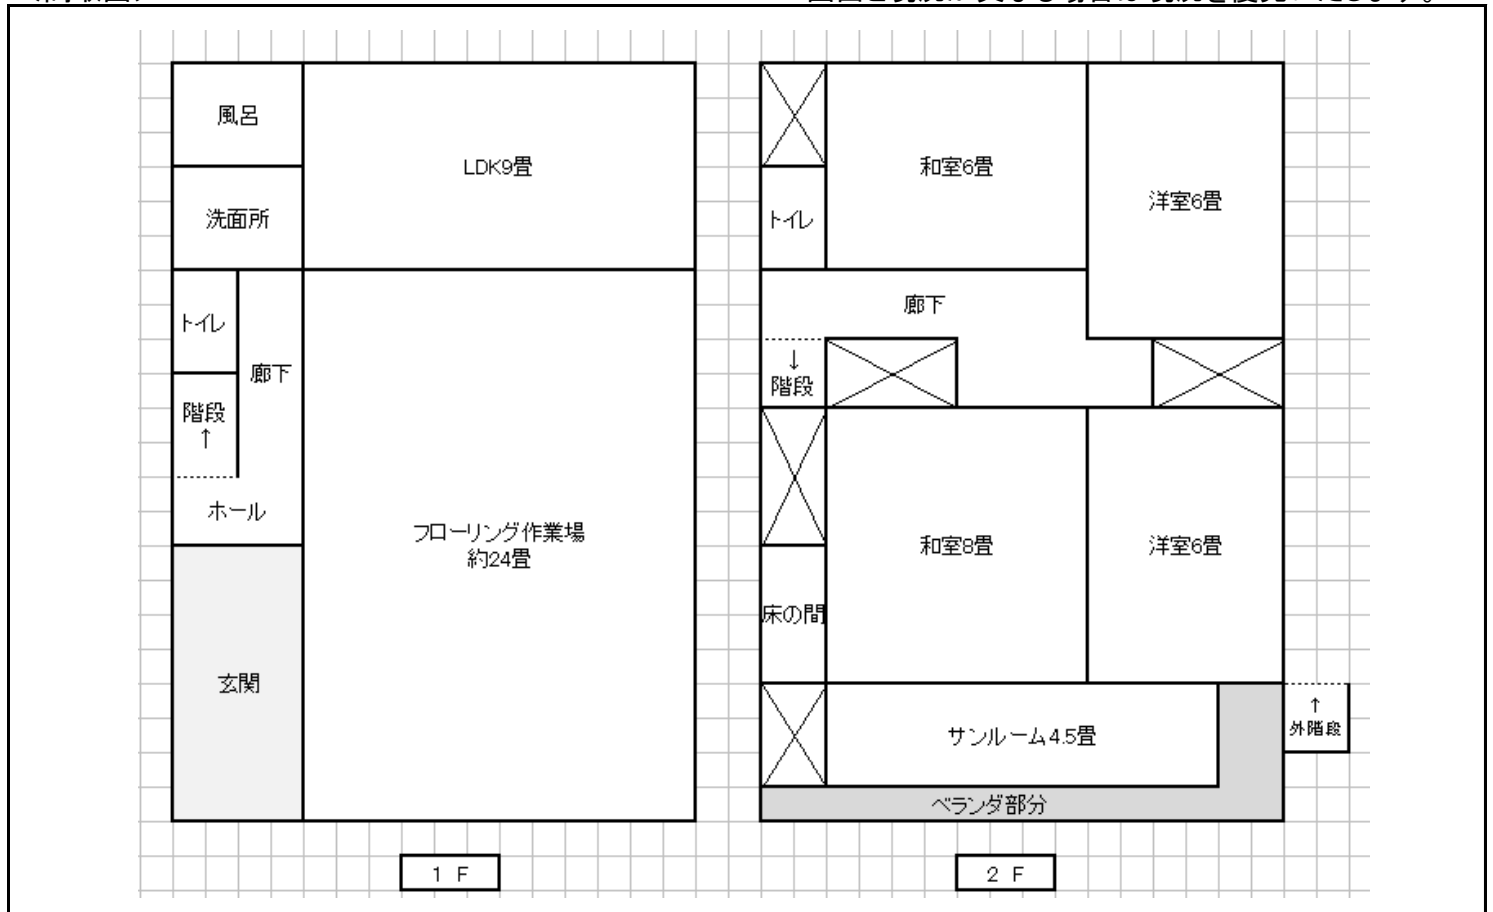 風呂
LDK9畳
洗面所
トイレ
廊下
階段
↑
ホール
フローリング作業場
約24畳
玄関
1 F
和室6畳
洋室6畳
トイレ
廊下
↓
階段
和室8畳
洋室6畳
床の間
サンルーム4.5畳
↑
外階段
ベランダ部分
2 F